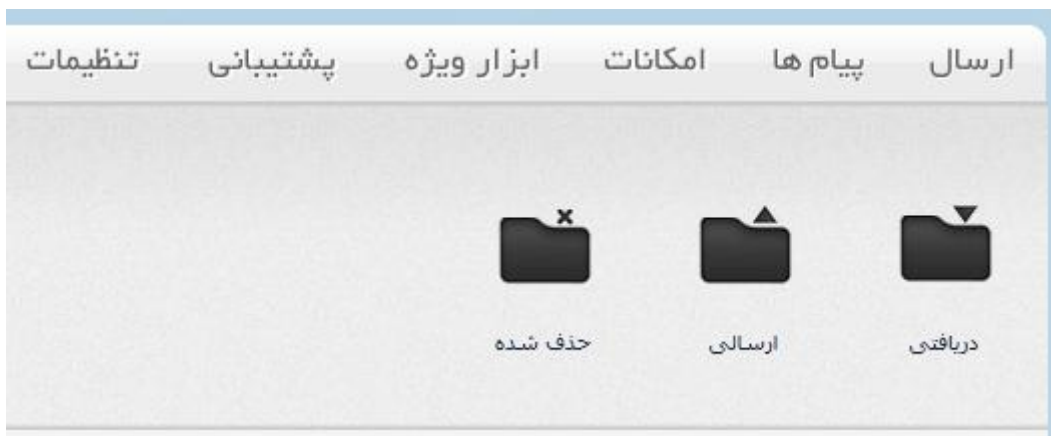 ارسال پیام ها امکانات ابزار ویژه پشتیبانی تنظیمات
دریافتی ارسالی حذف شده